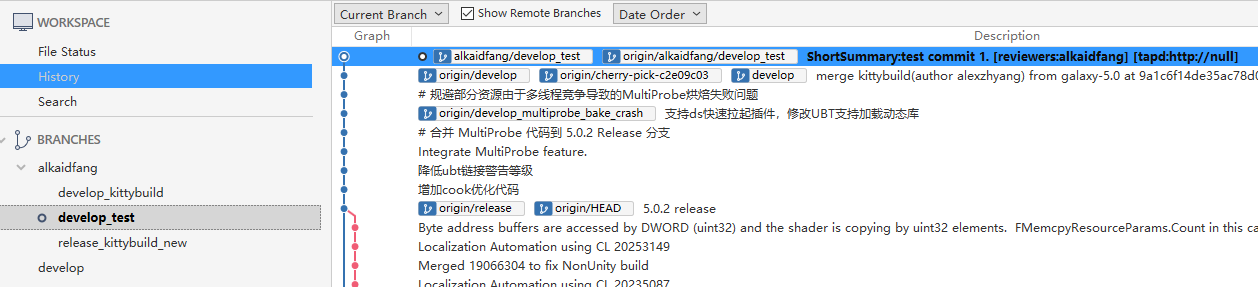 WORKSPACE
File Status
History
Search
BRANCHES
alkaidfang
develop_kittybuild
develop_test
release_kittybuild_new
develop
Current Branch Show Remote Branches Date Order
Graph Description
alkaidfang/develop_test origin/alkaidfang/develop_test ShortSummary:test commit 1. [reviewers:alkaidfang] [tapd:http://null]
origin/develop origin/cherry-pick-c2e09c03 develop merge kittybuild(author alexzhyang) from galaxy-5.0 at 9a1c6f14de35ac78d0
# 规避部分资源由于多线程竞争导致的MultiProbe烘焙失败问题
origin/develop_multiprobe_bake_crash 支持ds快速拉起插件，修改UBT支持加载动态库
# 合并 MultiProbe 代码到 5.0.2 Release 分支
Integrate MultiProbe feature.
降低ubt链接警告等级
增加cook优化代码
origin/release origin/HEAD 5.0.2 release
Byte address buffers are accessed by DWORD (uint32) and the shader is copying by uint32 elements. FMemcpyResourceParams.Count in this ca
Localization Automation using CL 20253149
Merged 19066304 to fix NonUnity build
Localization Automation using CL 20235087